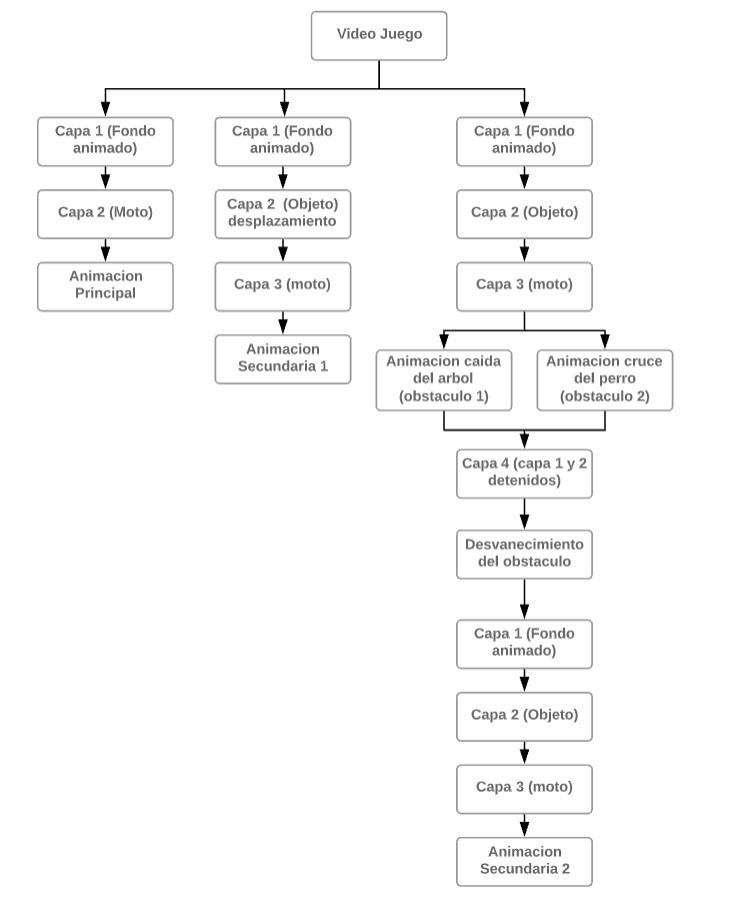 Video Juego
Capa 1 (Fondo
animado)
Capa 2 (Moto)
Animacion
Principal
Capa 1 (Fondo
animado)
Capa 2 (Objeto)
desplazamiento
Capa 3 (moto)
Animacion
Secundaria 1
Capa 1 (Fondo
animado)
Capa 2 (Objeto)
Capa 3 (moto)
Animacion caida
del arbol
(obstaculo 1)
Animacion cruce
del perro
(obstaculo 2)
Capa 4 (capa 1 y 2
detenidos)
Desvanecimiento
del obstaculo
Capa 1 (Fondo
animado)
Capa 2 (Objeto)
Capa 3 (moto)
Animacion
Secundaria 2